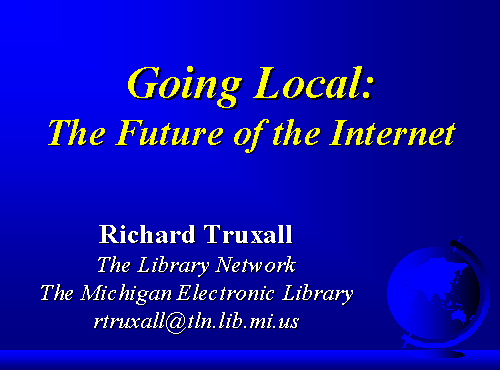 Going Local:
The Future of the Internet
Richard Truxall
The Library Network
The Michigan Electronic Library
rtruxall@tln.lib.mi.us